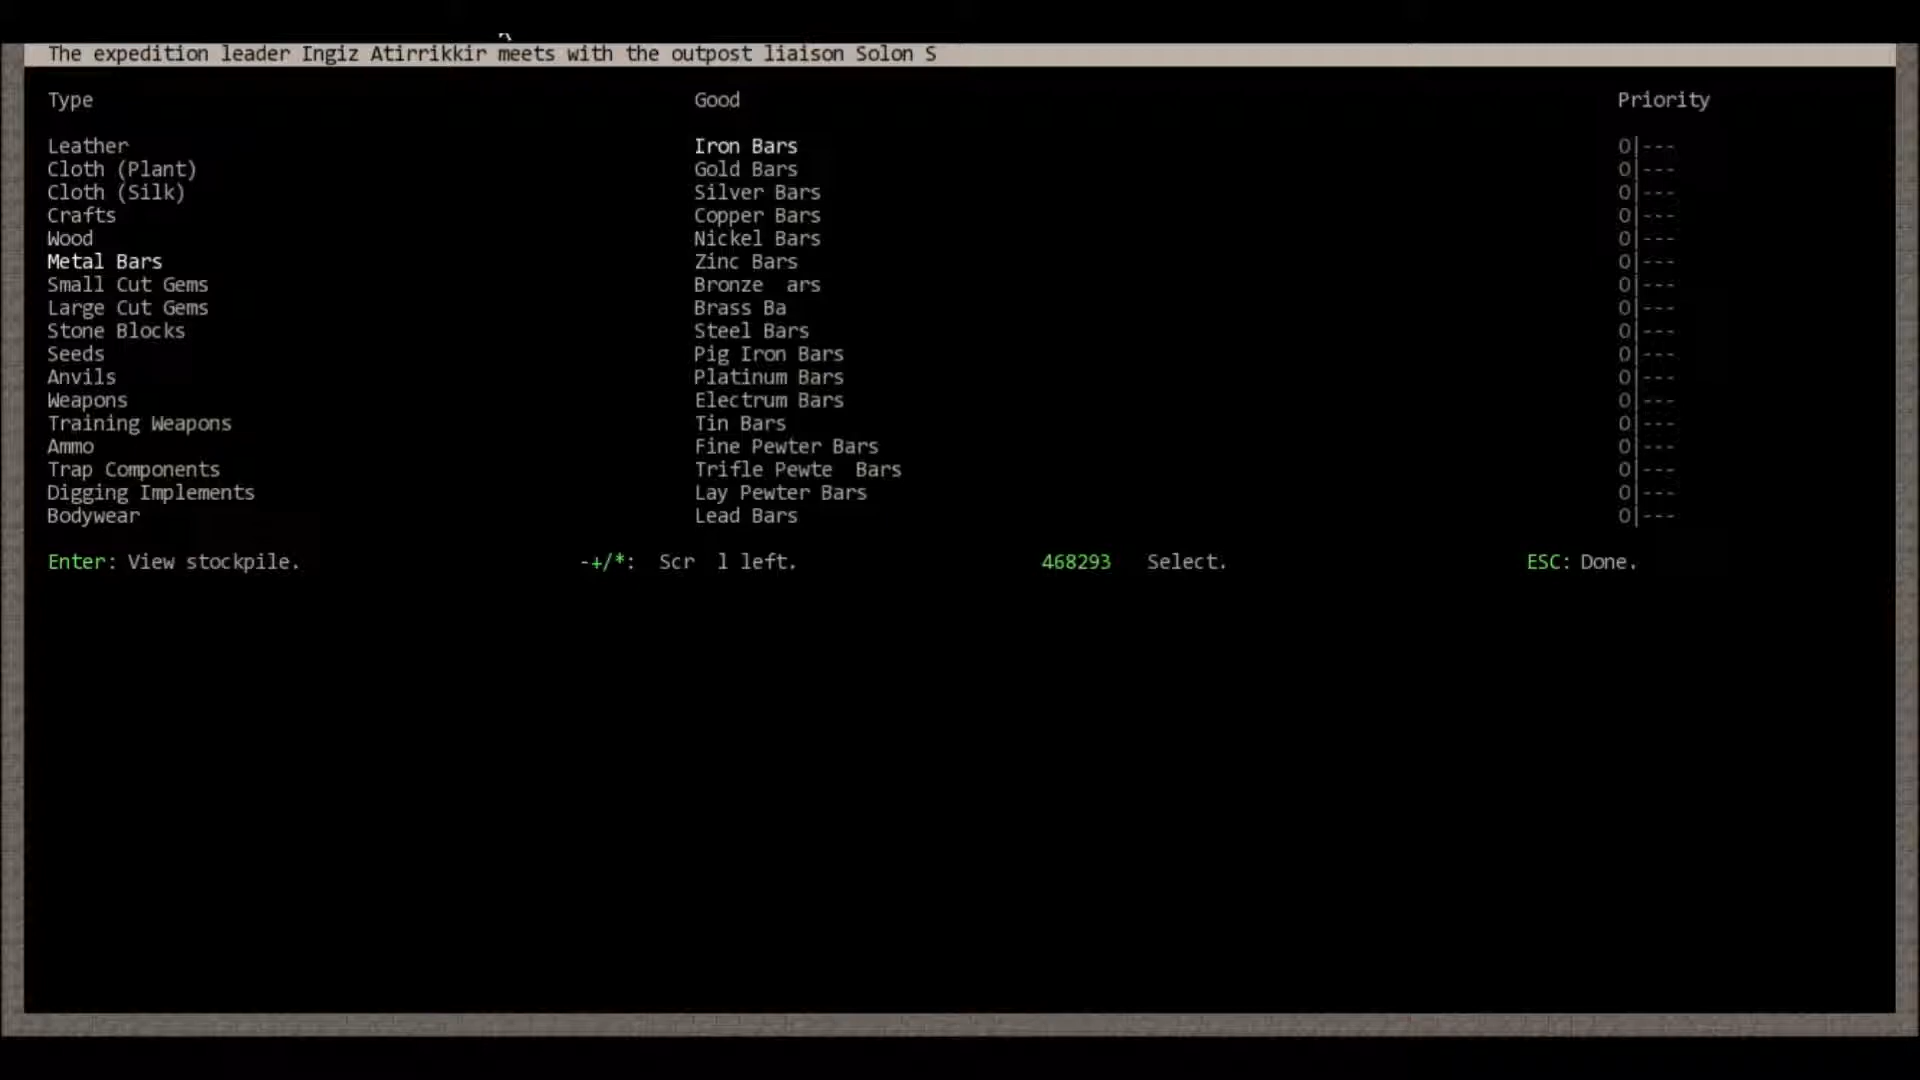 The expedition leader Ingiz Atirrikkir meets with the outpost liaison Solon S
Type Good Priority
Leather Iron Bars 0|---
Cloth (Plant) Gold Bars 0|---
Cloth (Silk) Silver Bars 0|---
Crafts Copper Bars 0|---
Wood Nickel Bars 0|---
Metal Bars Zinc Bars 0|---
Small Cut Gems Bronze ars 0|---
Large Cut Gems Brass Ba 0|---
Stone Blocks Steel Bars 0|---
Seeds Pig Iron Bars 0|---
Anvils Platinum Bars 0|---
Weapons Electrum Bars 0|---
Training Weapons Tin Bars 0|---
Ammo Fine Pewter Bars 0|---
Trap Components Trifle Pewte Bars 0|---
Digging Implements Lay Pewter Bars 0|---
Bodywear Lead Bars 0|---
Enter: View stockpile. -+/*: Scr l left. 468293 Select. ESC: Done.